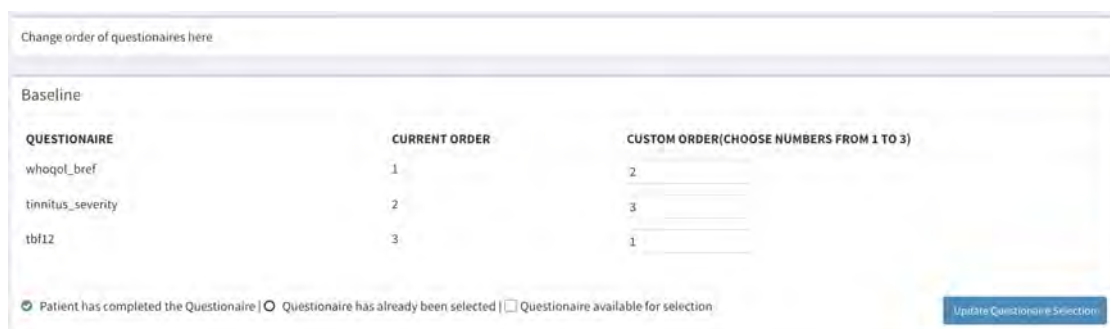 Change order of questionaires here
Baseline
QUESTIONAIRE CURRENT ORDER CUSTOM ORDER(CHOOSE NUMBERS FROM 1 TO 3)
whoqol_bref 1 2
tinnitus_severity 2 3
tbf12 3 1
Patient has completed the Questionaire | Questionaire has already been selected | Questionaire available for selection
Update Questionaire Selection